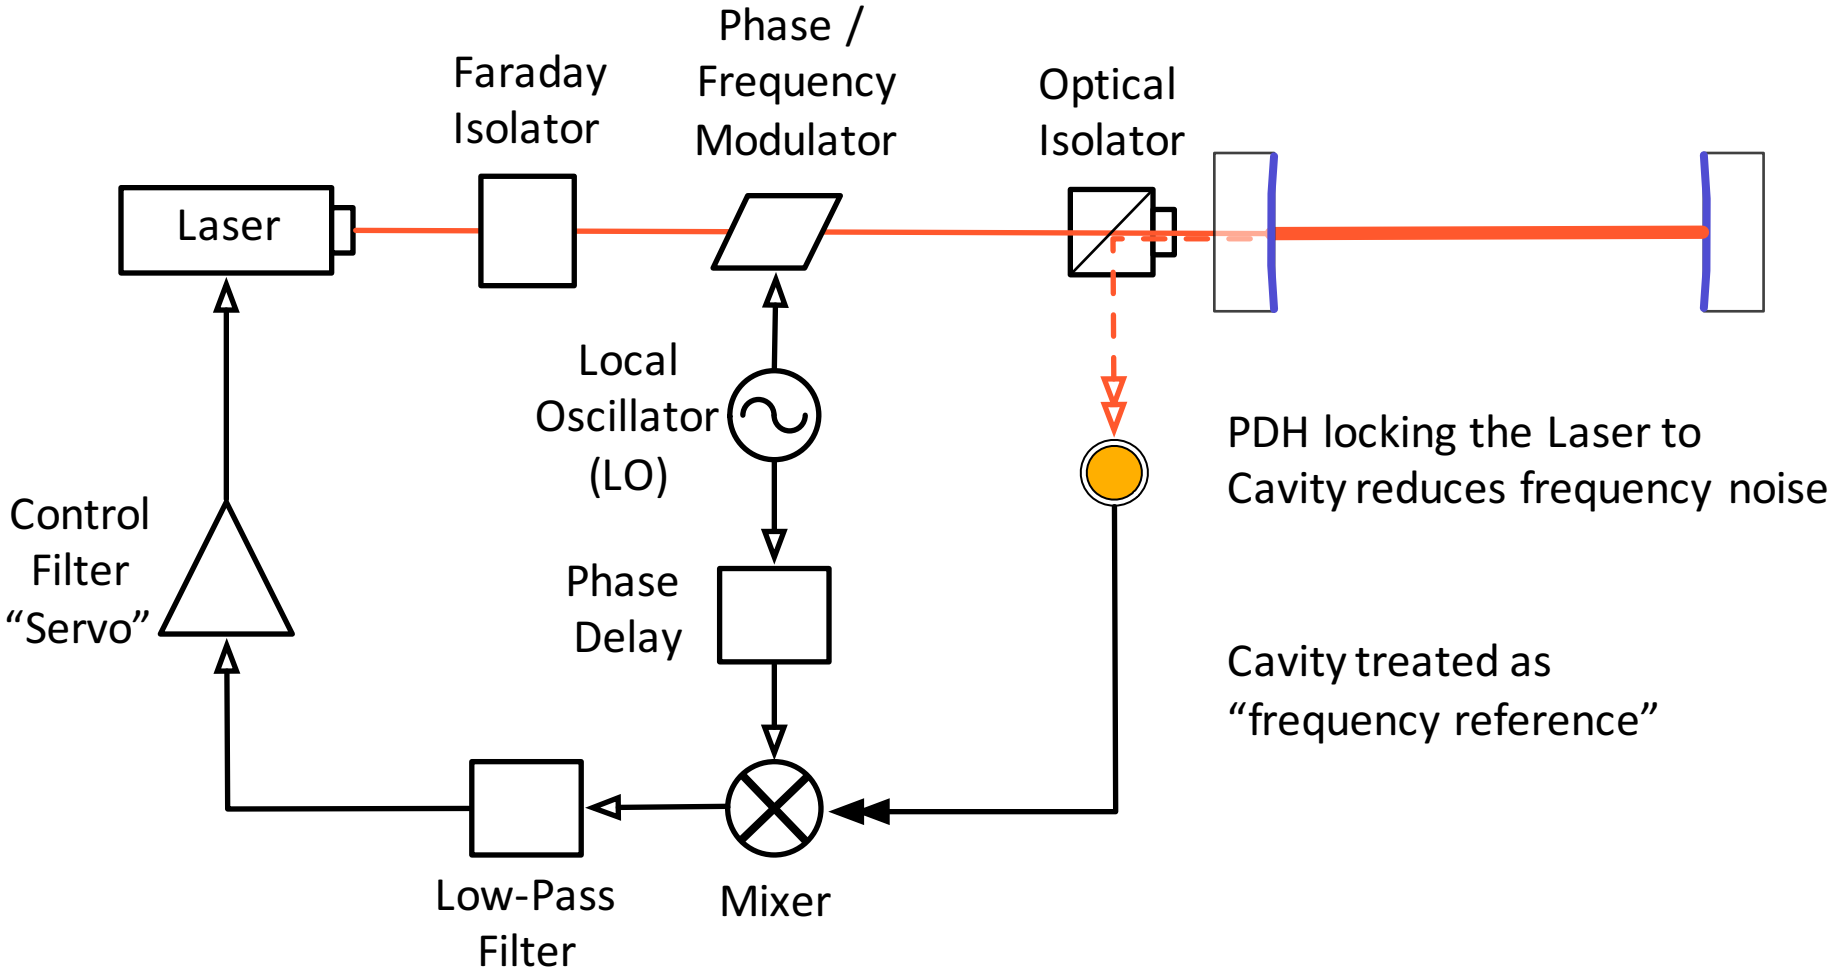 Phase /
Frequency
Modulator
Faraday
Isolator
Optical
Isolator
Laser
Local
Oscillator
(LO)
PDH locking the Laser to
Cavity reduces frequency noise
Control
Filter
“Servo”
Phase
Delay
Cavity treated as
“frequency reference”
Low-Pass
Filter
Mixer